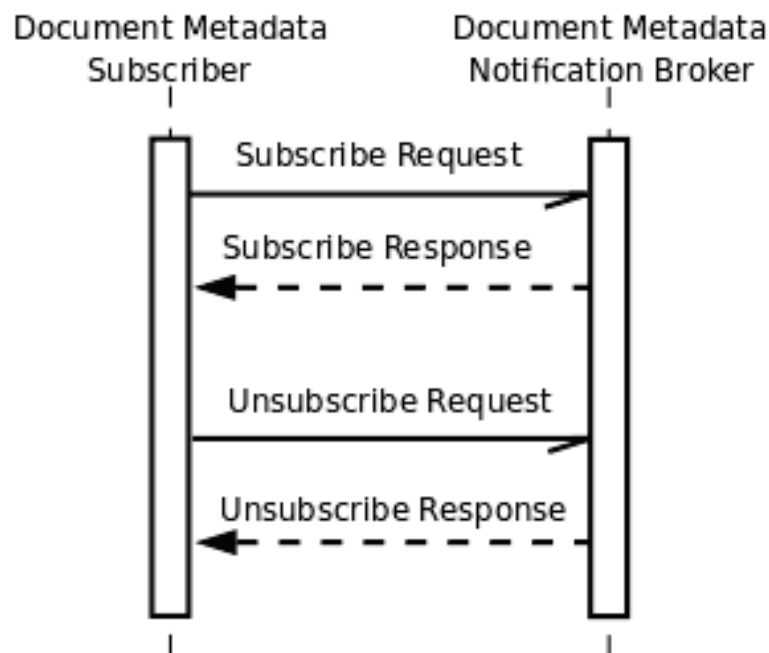 Document Metadata
Subscriber
Document Metadata
Notification Broker
Subscribe Request
Subscribe Response
Unsubscribe Request
Unsubscribe Response